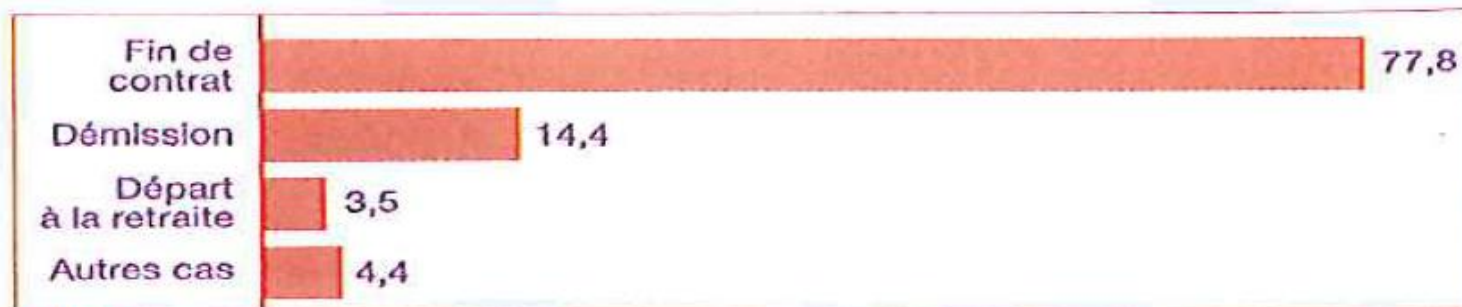 Fin de
contrat
77,8
Démission
14,4
Départ
à la retraite
3,5
Autres cas
4,4